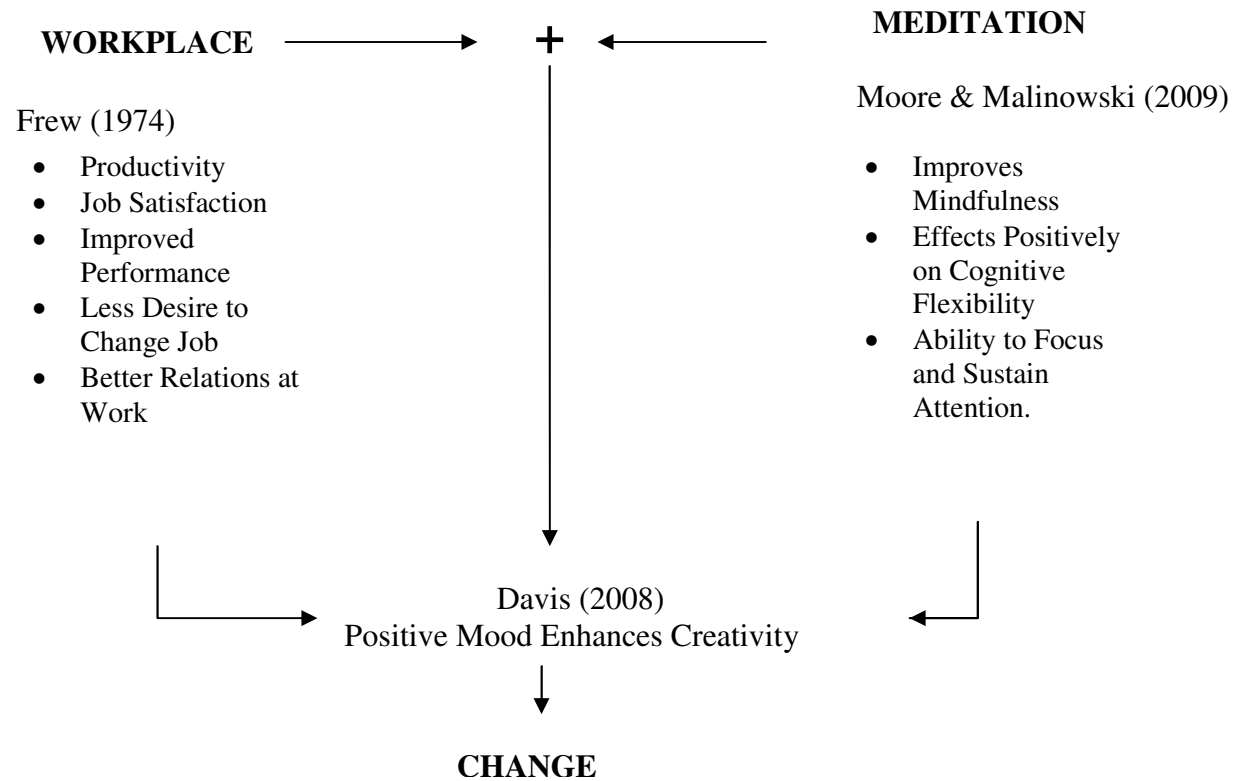 WORKPLACE
+
MEDITATION
Frew (1974)
• Productivity
• Job Satisfaction
• Improved
Performance
• Less Desire to
Change Job
• Better Relations at
Work
Moore & Malinowski (2009)
• Improves
Mindfulness
• Effects Positively
on Cognitive
Flexibility
• Ability to Focus
and Sustain
Attention.
Davis (2008)
Positive Mood Enhances Creativity
CHANGE